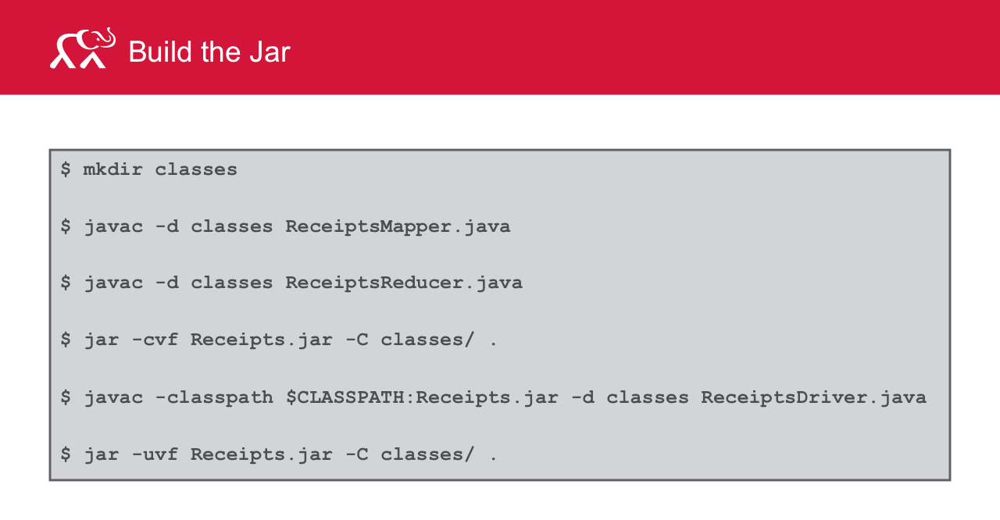 Build the Jar
$ mkdir classes
$ javac -d classes ReceiptsMapper.java
$ javac -d classes ReceiptsReducer.java
$ jar -cvf Receipts.jar -C classes/ .
$ javac -classpath $CLASSPATH:Receipts.jar -d classes ReceiptsDriver.java
$ jar -uvf Receipts.jar -C classes/ .